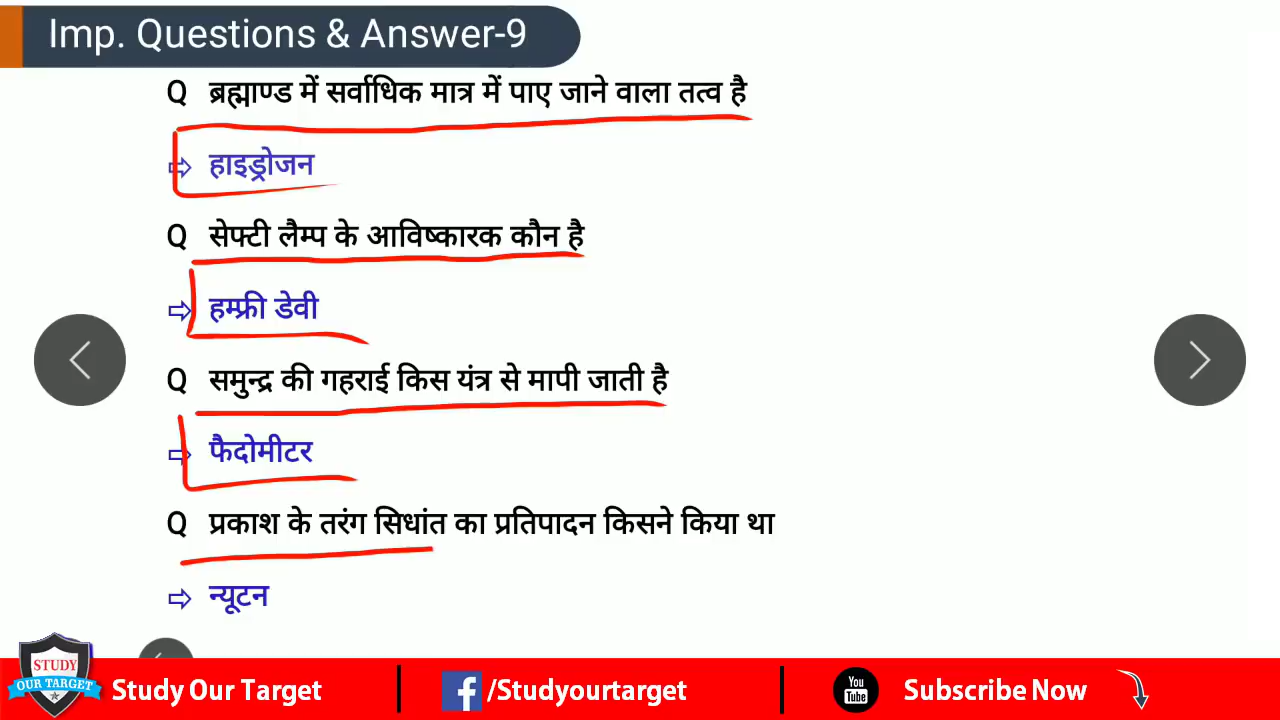 Imp. Questions & Answer-9
Q ब्रह्माण्ड में सर्वाधिक मात्र में पाए जाने वाला तत्व है
⇨ हाइड्रोजन
Q सेफ्टी लैम्प के आविष्कारक कौन है
⇨ हम्फ्री डेवी
Q समुन्द्र की गहराई किस यंत्र से मापी जाती है
⇨ फैदोमीटर
Q प्रकाश के तरंग सिधांत का प्रतिपादन किसने किया था
⇨ न्यूटन
STUDY
OUR TARGET
Study Our Target
f /Studyourtarget
You
Tube
Subscribe Now